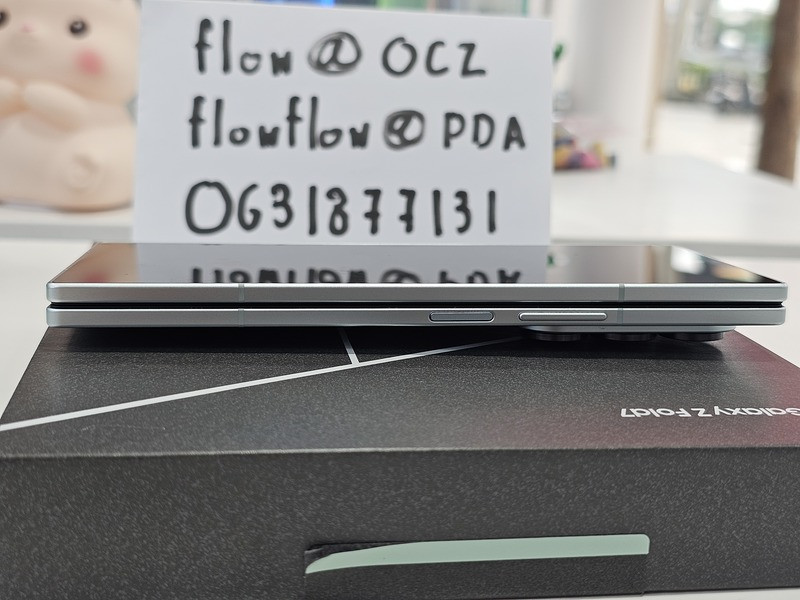 flow @ OCZ
flowflow @ PDA
0631877131
Galaxy Z Fold7